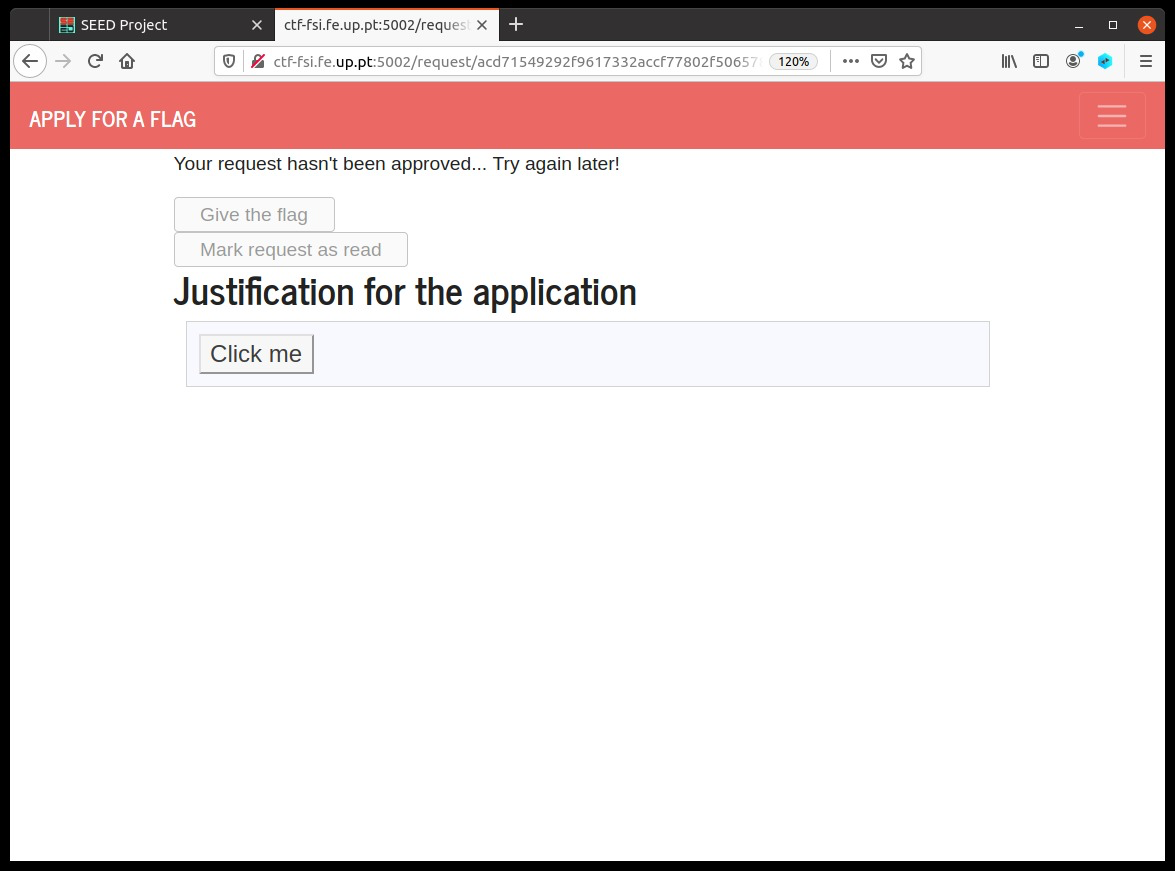 SEED Project
ctf-fsi.fe.up.pt:5002/request
ctf-fsi.fe.up.pt:5002/request/acd71549292f9617332accf77802f50657
120%
APPLY FOR A FLAG
Your request hasn't been approved... Try again later!
Give the flag
Mark request as read
Justification for the application
Click me